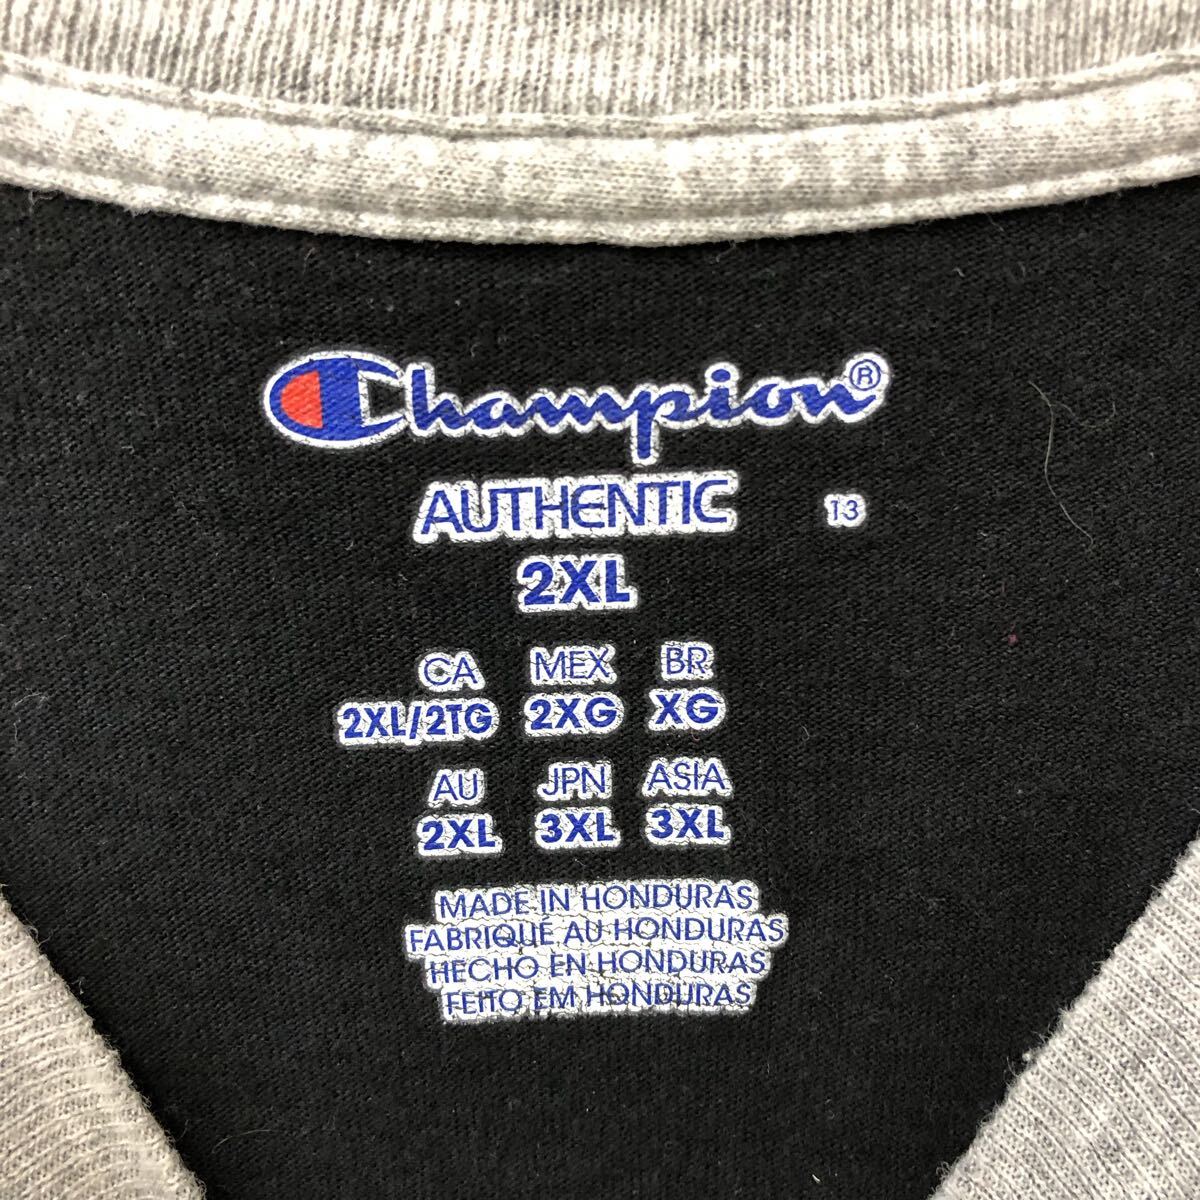 Champion®
AUTHENTIC 13
2XL
CA MEX BR
2XL/2TG 2XG XG
AU JPN ASIA
2XL 3XL 3XL
MADE IN HONDURAS
FABRIQUÉ AU HONDURAS
HECHO EN HONDURAS
FEITO EM HONDURAS